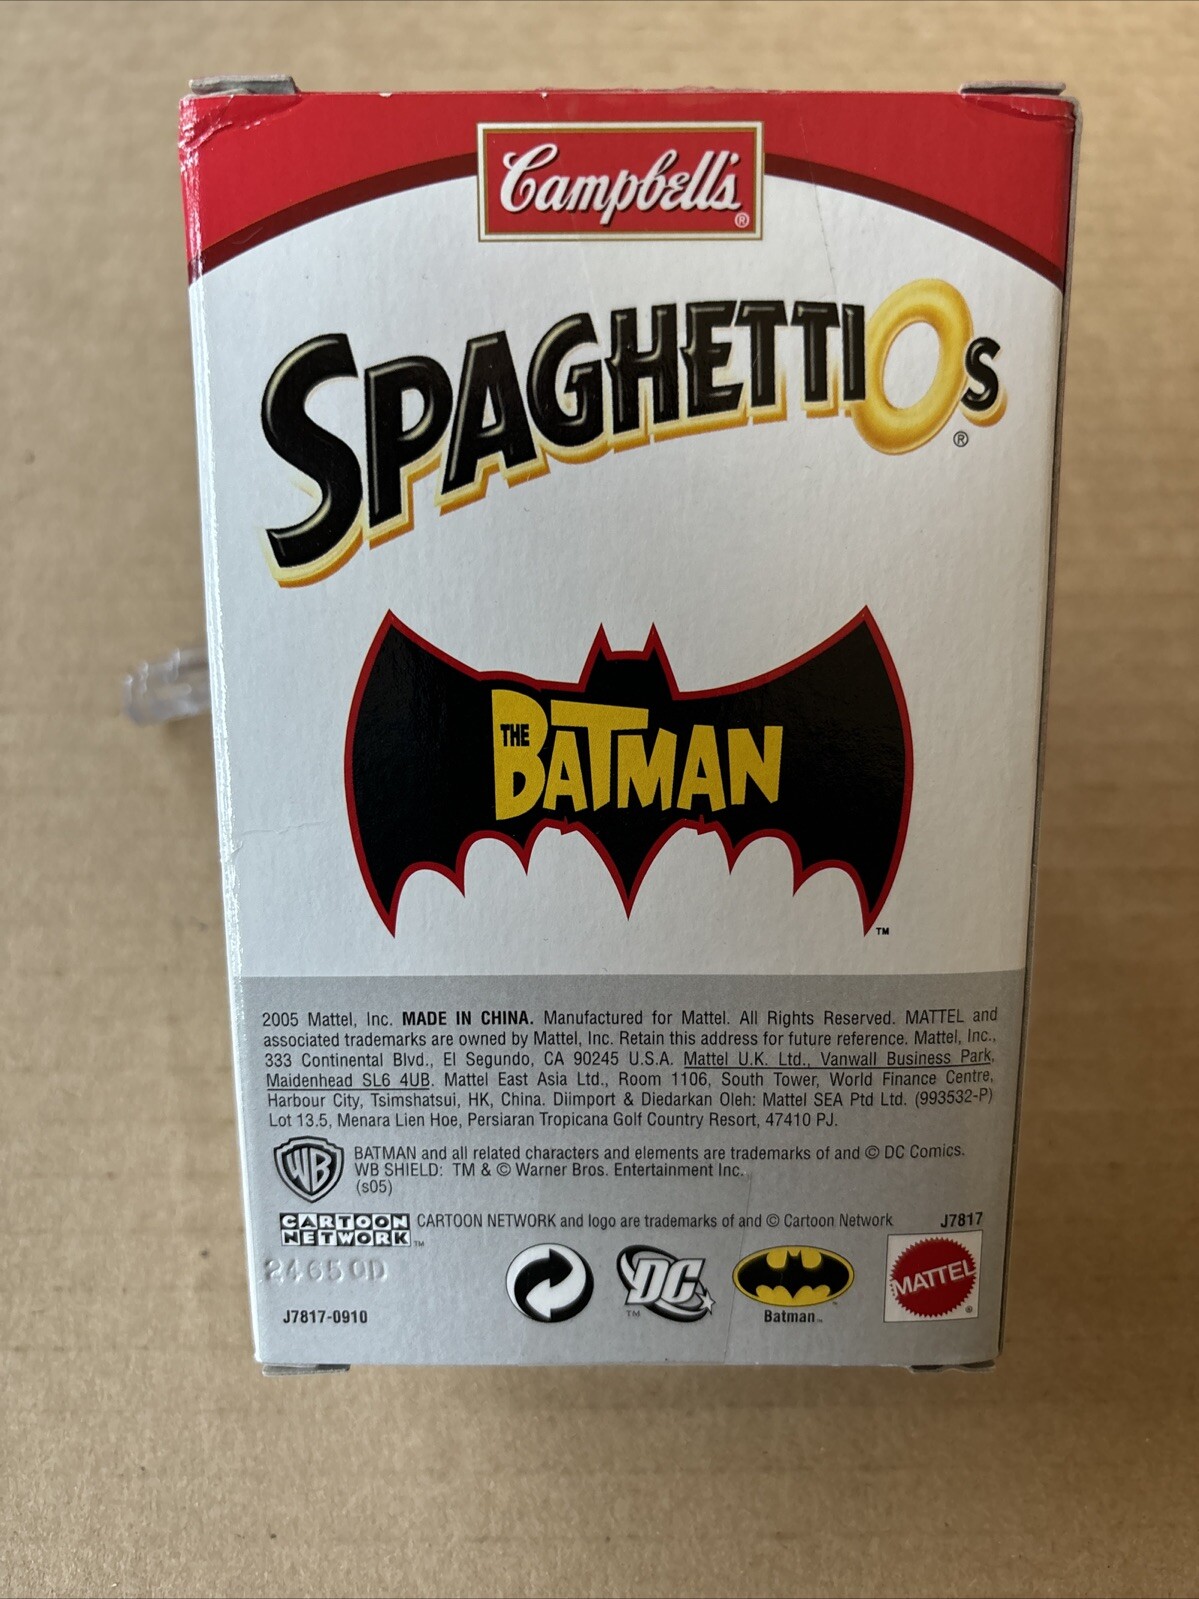 Campbell's®
SPAGHETTIOs®
THE BATMAN
TM
2005 Mattel, Inc. MADE IN CHINA. Manufactured for Mattel. All Rights Reserved. MATTEL and
associated trademarks are owned by Mattel, Inc. Retain this address for future reference. Mattel, Inc.,
333 Continental Blvd., El Segundo, CA 90245 U.S.A. Mattel U.K. Ltd., Vanwall Business Park,
Maidenhead SL6 4UB. Mattel East Asia Ltd., Room 1106, South Tower, World Finance Centre,
Harbour City, Tsimshatsui, HK, China. Diimport & Diedarkan Oleh: Mattel SEA Ptd Ltd. (993532-P)
Lot 13.5, Menara Lien Hoe, Persiaran Tropicana Golf Country Resort, 47410 PJ.
WB
BATMAN and all related characters and elements are trademarks of and © DC Comics.
WB SHIELD: TM & © Warner Bros. Entertainment Inc.
(s05)
CARTOON
NETWORK TM
CARTOON NETWORK and logo are trademarks of and © Cartoon Network
J7817
24650D
J7817-0910
DC TM
Batman TM
MATTEL ®